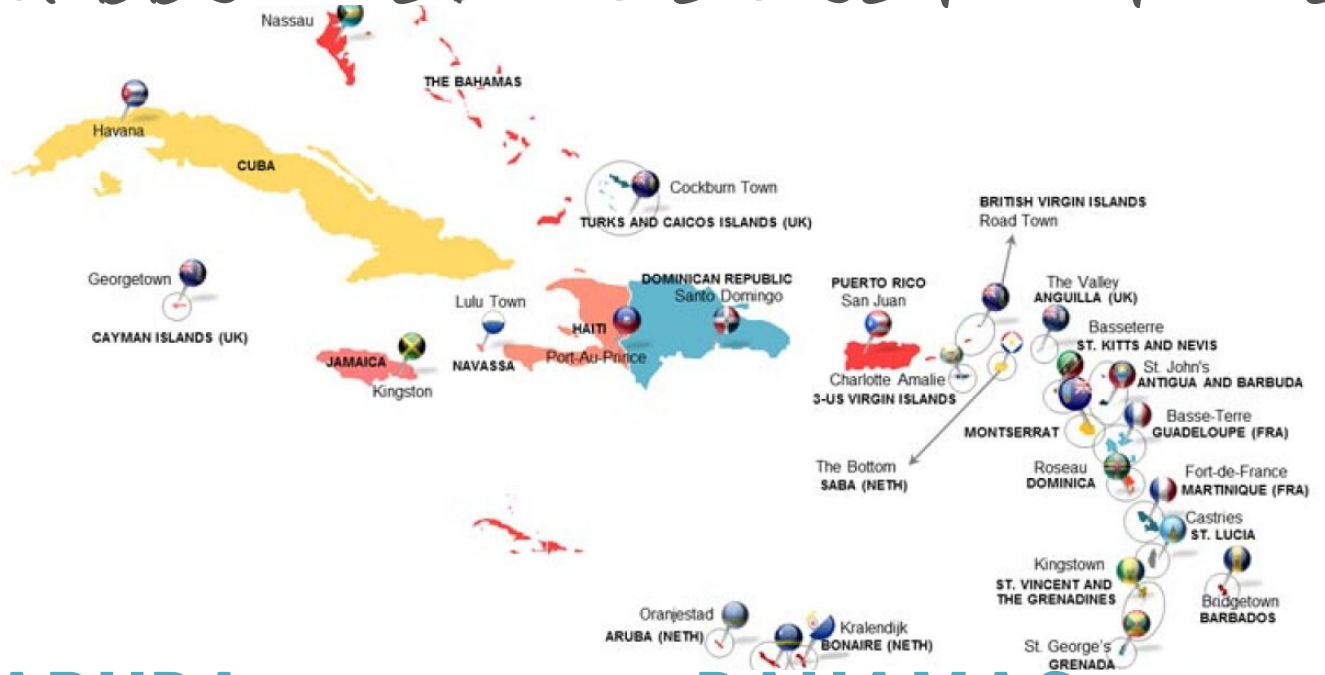 Nassau
THE BAHAMAS
Havana
CUBA
Cockburn Town
TURKS AND CAICOS ISLANDS (UK)
BRITISH VIRGIN ISLANDS
Road Town
Georgetown
CAYMAN ISLANDS (UK)
Lulu Town
NAVASSA
JAMAICA
Kingston
HAITI
Port-Au-Prince
DOMINICAN REPUBLIC
Santo Domingo
PUERTO RICO
San Juan
The Valley
ANGUILLA (UK)
Basseterre
ST. KITTS AND NEVIS
St. John's
ANTIGUA AND BARBUDA
Charlotte Amalie
3-US VIRGIN ISLANDS
MONTSERRAT
Basse-Terre
GUADELOUPE (FRA)
The Bottom
SABA (NETH)
Roseau
DOMINICA
Fort-de-France
MARTINIQUE (FRA)
Castries
ST. LUCIA
Kingstown
ST. VINCENT AND
THE GRENADINES
Bridgetown
BARBADOS
Oranjestad
ARUBA (NETH)
Kralendijk
BONAIRE (NETH)
St. George's
GRENADA
ARUBA
BAHAMAS